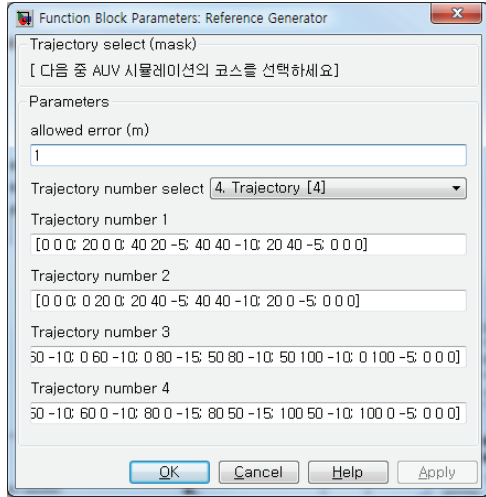 Function Block Parameters: Reference Generator
Trajectory select (mask)
[ 다음 중 AUV 시뮬레이션의 코스를 선택하세요]
Parameters
allowed error (m)
1
Trajectory number select 4. Trajectory [4]
Trajectory number 1
[0 0 0; 20 0 0; 40 20 -5; 40 40 -10; 20 40 -5; 0 0 0]
Trajectory number 2
[0 0 0; 0 20 0; 20 40 -5; 40 40 -10; 20 0 -5; 0 0 0]
Trajectory number 3
-10; 0 60 -10; 0 80 -15; 50 80 -10; 50 100 -10; 0 100 -5; 0 0 0]
Trajectory number 4
-10; 60 0 -10; 80 0 -15; 80 50 -15; 100 50 -10; 100 0 -5; 0 0 0]
OK Cancel Help Apply